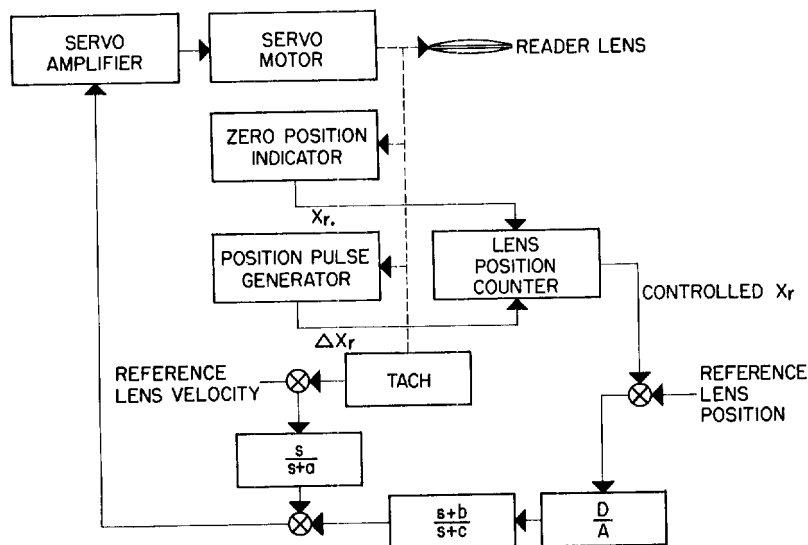 SERVO
AMPLIFIER
SERVO
MOTOR
READER LENS
ZERO POSITION
INDICATOR
Xr.
POSITION PULSE
GENERATOR
LENS
POSITION
COUNTER
CONTROLLED Xr
ΔXr
REFERENCE
LENS VELOCITY
TACH
REFERENCE
LENS
POSITION
s
s+a
s+b
s+c
D
A